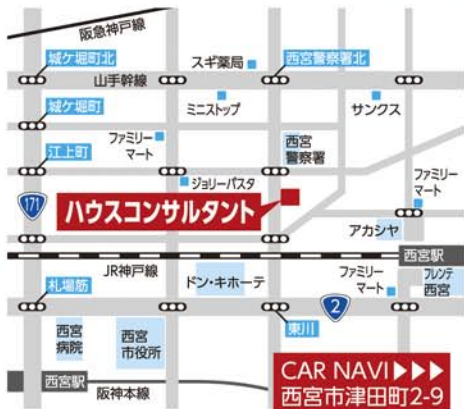 阪急神戸線
城ケ堀町北
スギ薬局
西宮警察署北
山手幹線
城ケ堀町
ミニストップ
サンクス
ファミリー
マート
西宮
警察署
江上町
ジョリーパスタ
ファミリー
マート
171
ハウスコンサルタント
アカシヤ
西宮駅
JR神戸線
札場筋
ドン・キホーテ
ファミリー
マート
フレンテ
西宮
2
西宮
病院
西宮
市役所
東川
西宮駅
阪神本線
CAR NAVI▶▶▶
西宮市津田町2-9